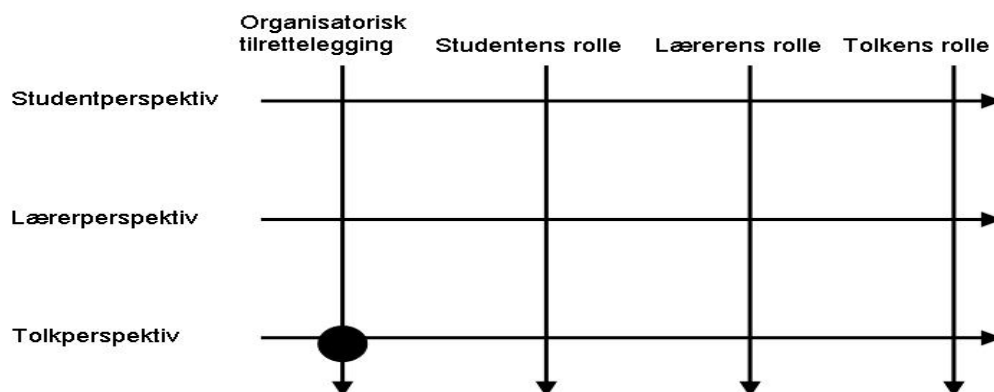 Organisatorisk
tilrettelegging
Studentens rolle
Lærerens rolle
Tolkens rolle
Studentperspektiv
Lærerperspektiv
Tolkperspektiv